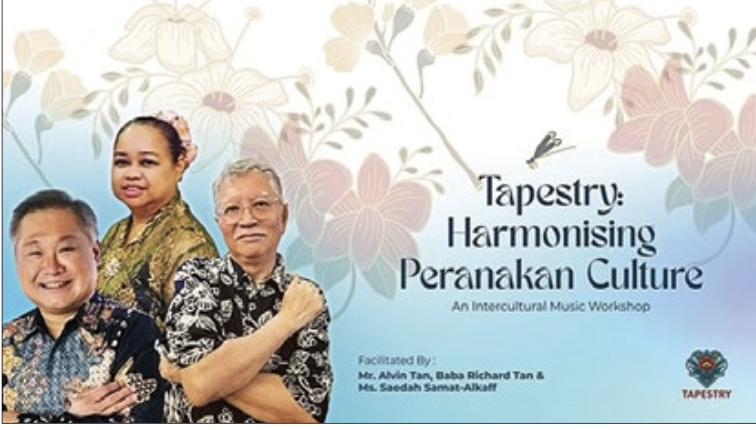 Tapestry:
Harmonising
Peranakan Culture
An Intercultural Music Workshop
Facilitated By :
Mr. Alvin Tan, Baba Richard Tan &
Ms. Saedah Samat-Alkaff
TAPESTRY